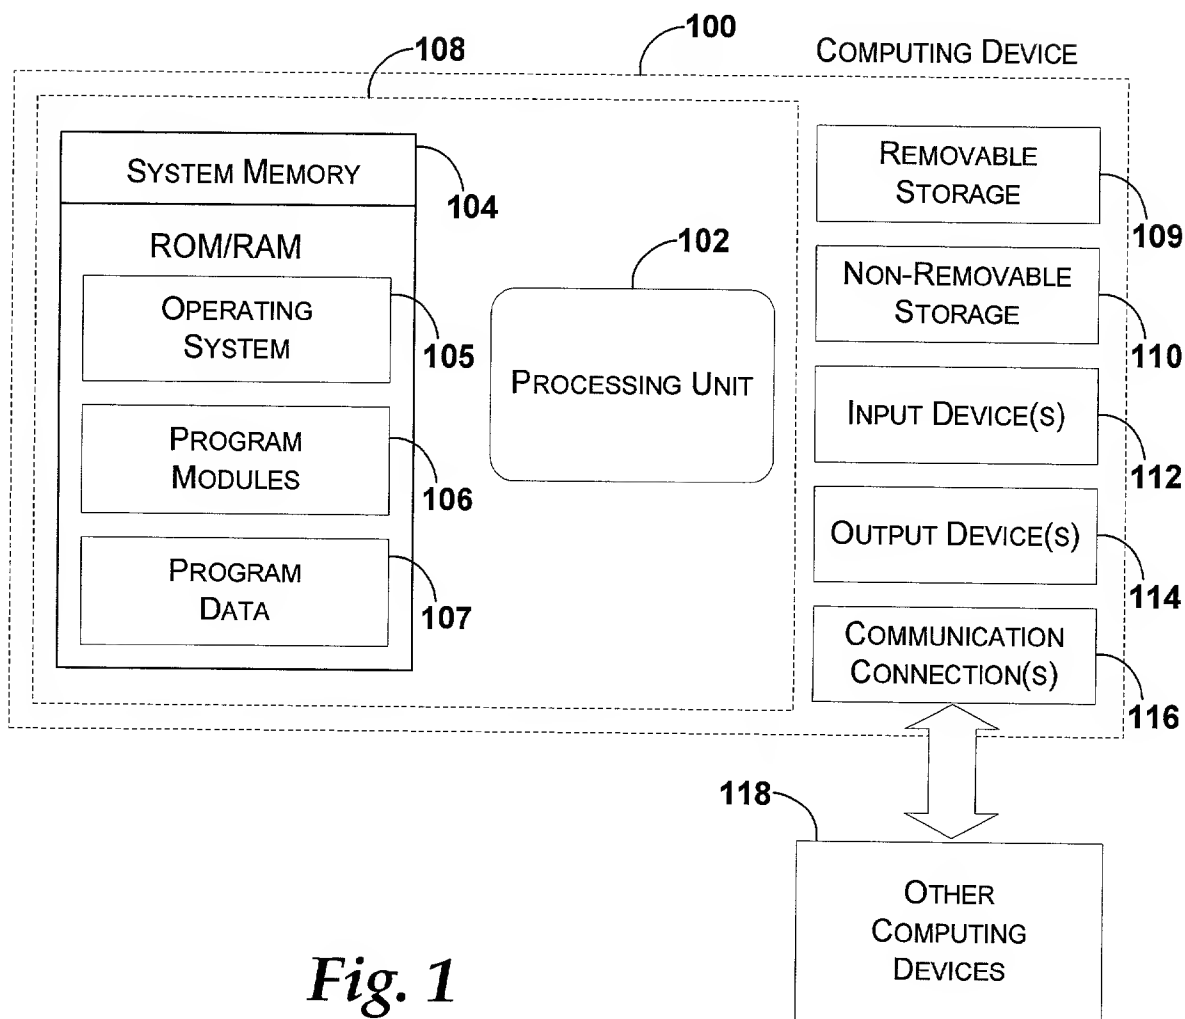 100
COMPUTING DEVICE
108
SYSTEM MEMORY
104
ROM/RAM
OPERATING
SYSTEM
105
PROGRAM
MODULES
106
PROGRAM
DATA
107
102
PROCESSING UNIT
REMOVABLE
STORAGE
109
NON-REMOVABLE
STORAGE
110
INPUT DEVICE(S)
112
OUTPUT DEVICE(S)
114
COMMUNICATION
CONNECTION(S)
116
118
OTHER
COMPUTING
DEVICES
Fig. 1